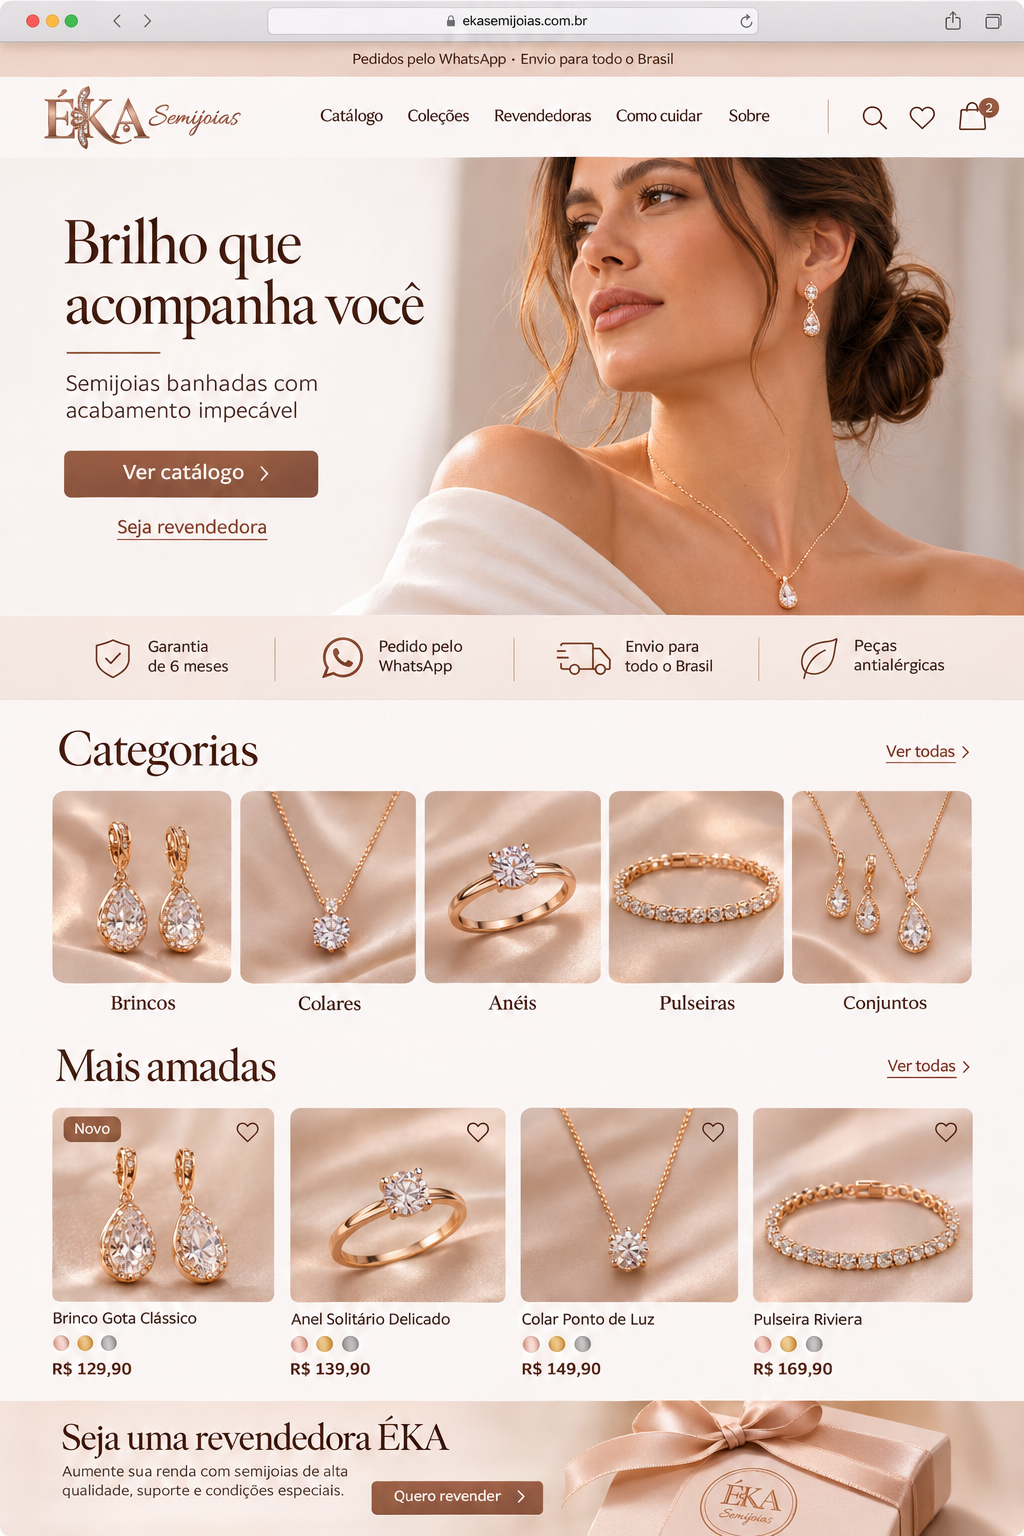 ekasemijoias.com.br
Pedidos pelo WhatsApp · Envio para todo o Brasil
ÉKA Semijoias
Catálogo Coleções Revendedoras Como cuidar Sobre
2
Brilho que
acompanha você
Semijoias banhadas com
acabamento impecável
Ver catálogo
Seja revendedora
Garantia
de 6 meses
Pedido pelo
WhatsApp
Envio para
todo o Brasil
Peças
antialérgicas
Categorias
Ver todas
Brincos
Colares
Anéis
Pulseiras
Conjuntos
Mais amadas
Ver todas
Novo
Brinco Gota Clássico
R$ 129,90
Anel Solitário Delicado
R$ 139,90
Colar Ponto de Luz
R$ 149,90
Pulseira Riviera
R$ 169,90
Seja uma revendedora ÉKA
Aumente sua renda com semijoias de alta
qualidade, suporte e condições especiais.
Quero revender
ÉKA
Semijoias